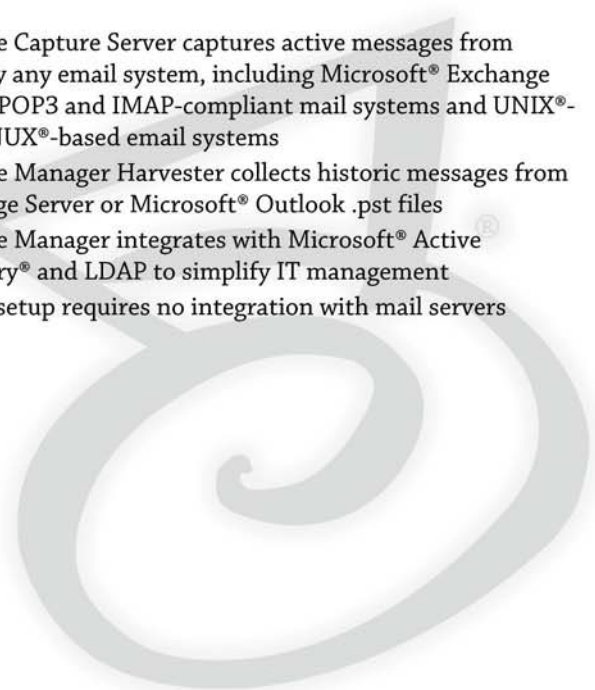 e Capture Server captures active messages from
y any email system, including Microsoft® Exchange
POP3 and IMAP-compliant mail systems and UNIX®-
NUX®-based email systems
e Manager Harvester collects historic messages from
ge Server or Microsoft® Outlook .pst files
e Manager integrates with Microsoft® Active
ry® and LDAP to simplify IT management
setup requires no integration with mail servers
®